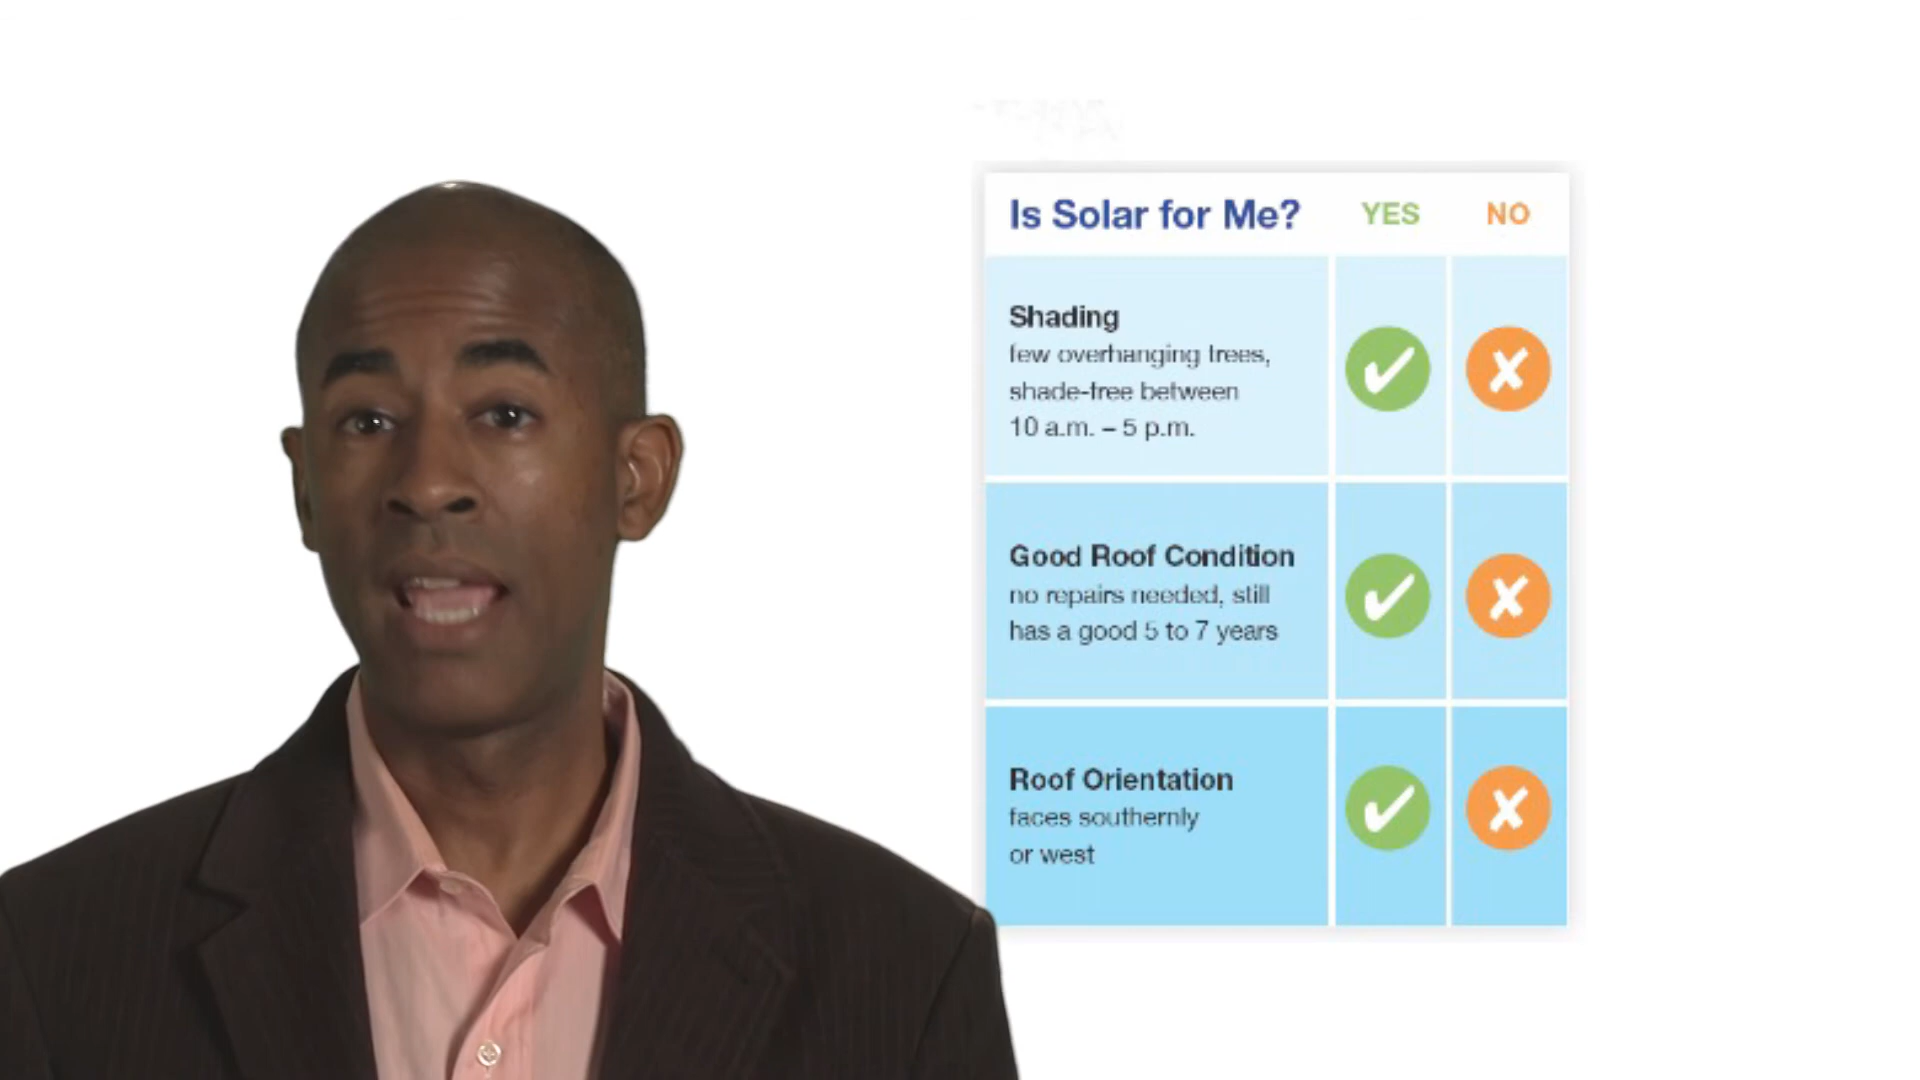 Is Solar for Me? YES NO
Shading
few overhanging trees,
shade-free between
10 a.m. – 5 p.m.
Good Roof Condition
no repairs needed, still
has a good 5 to 7 years
Roof Orientation
faces southernly
or west